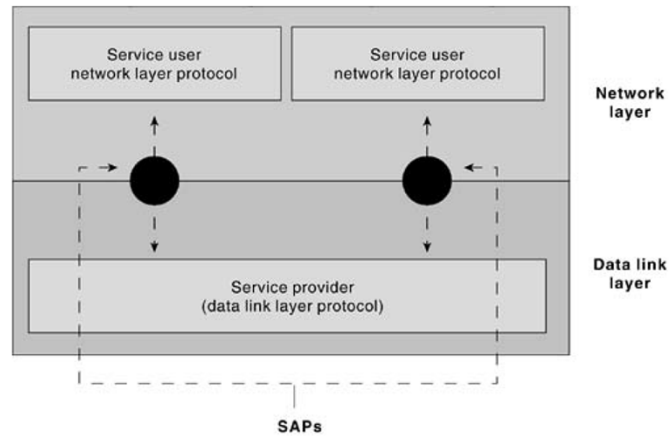 Service user
network layer protocol
Service user
network layer protocol
Network
layer
Service provider
(data link layer protocol)
Data link
layer
SAPs